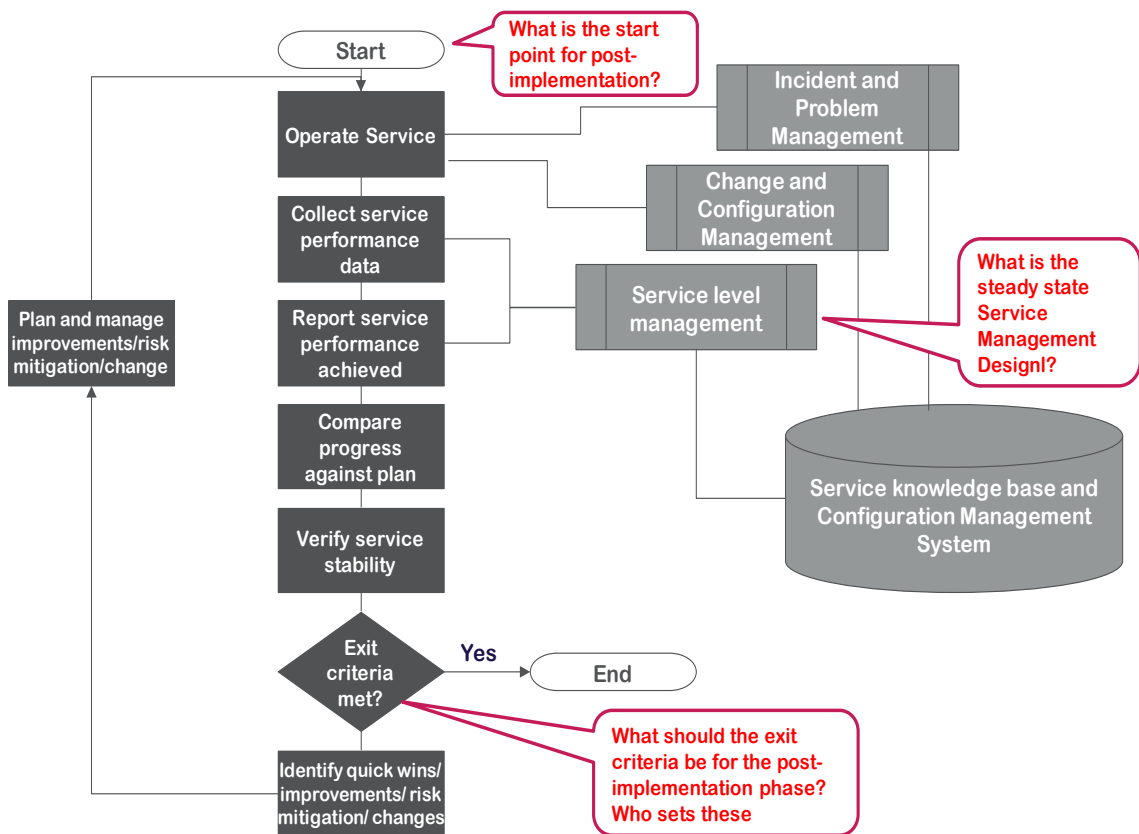 Start
What is the start
point for post-
implementation?
Incident and
Problem
Management
Operate Service
Change and
Configuration
Management
Collect service
performance
data
What is the
steady state
Service
Management
Designl?
Service level
management
Plan and manage
improvements/risk
mitigation/change
Report service
performance
achieved
Compare
progress
against plan
Service knowledge base and
Configuration Management
System
Verify service
stability
Exit
criteria
met?
Yes
End
What should the exit
criteria be for the post-
implementation phase?
Who sets these
Identify quick wins/
improvements/ risk
mitigation/ changes